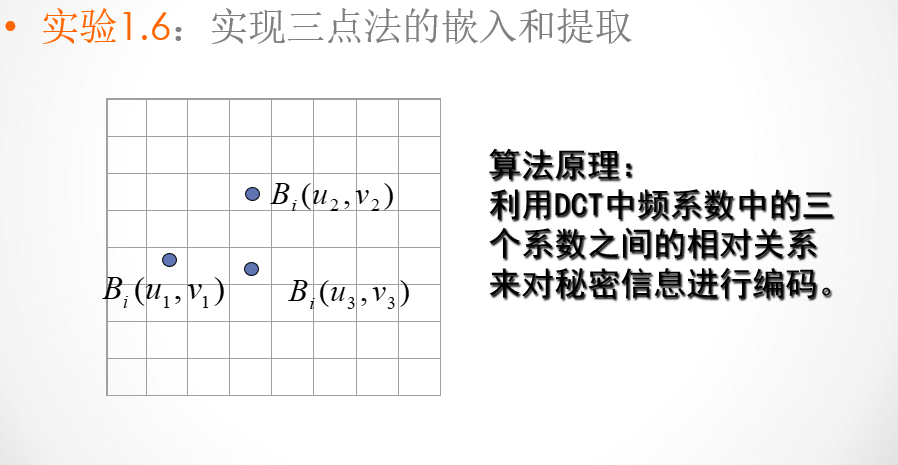 • 实验1.6：实现三点法的嵌入和提取
B_i(u_2,v_2)
B_i(u_1,v_1)
B_i(u_3,v_3)
算法原理：
利用DCT中频系数中的三
个系数之间的相对关系
来对秘密信息进行编码。